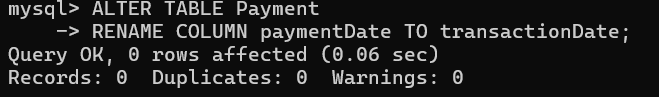 mysql> ALTER TABLE Payment
    -> RENAME COLUMN paymentDate TO transactionDate;
Query OK, 0 rows affected (0.06 sec)
Records: 0  Duplicates: 0  Warnings: 0